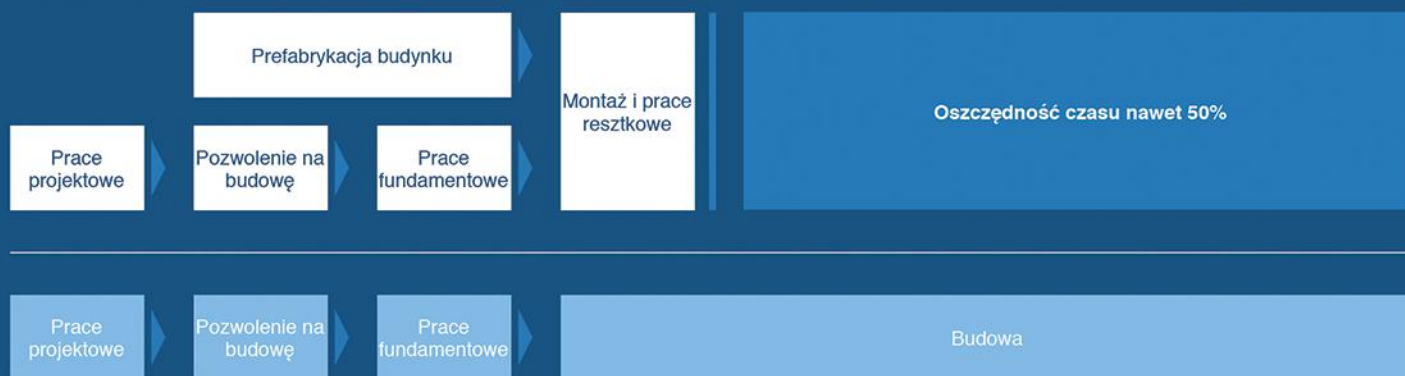 Prefabrykacja budynku
Prace
projektowe
Pozwolenie na
budowę
Prace
fundamentowe
Montaż i prace
resztkowe
Oszczędność czasu nawet 50%
Prace
projektowe
Pozwolenie na
budowę
Prace
fundamentowe
Budowa